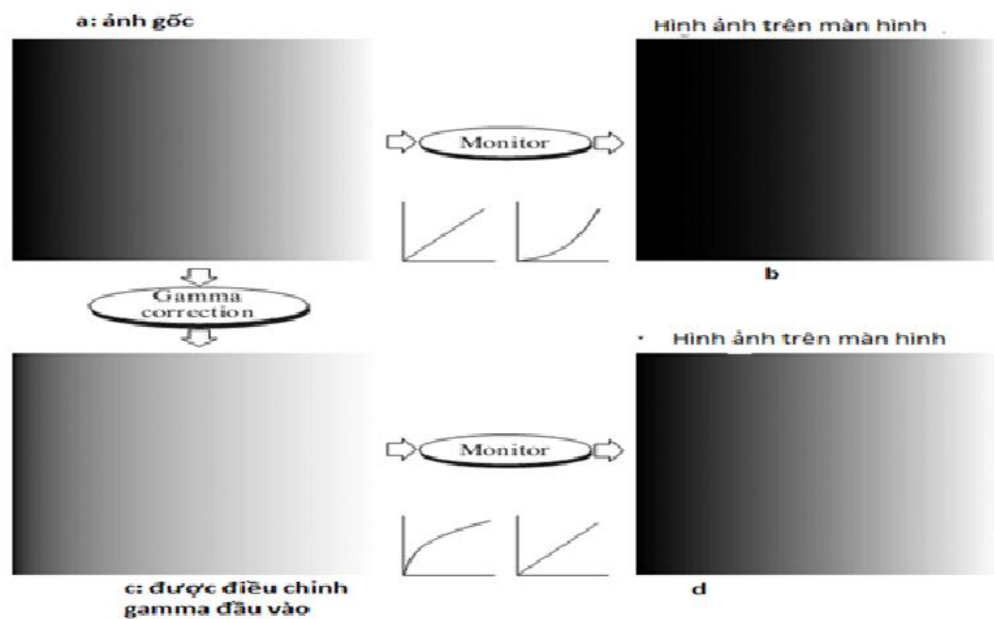 a: ảnh gốc
Hình ảnh trên màn hình
Monitor
b
Gamma
correction
Hình ảnh trên màn hình
Monitor
c: được điều chỉnh
gamma đầu vào
d